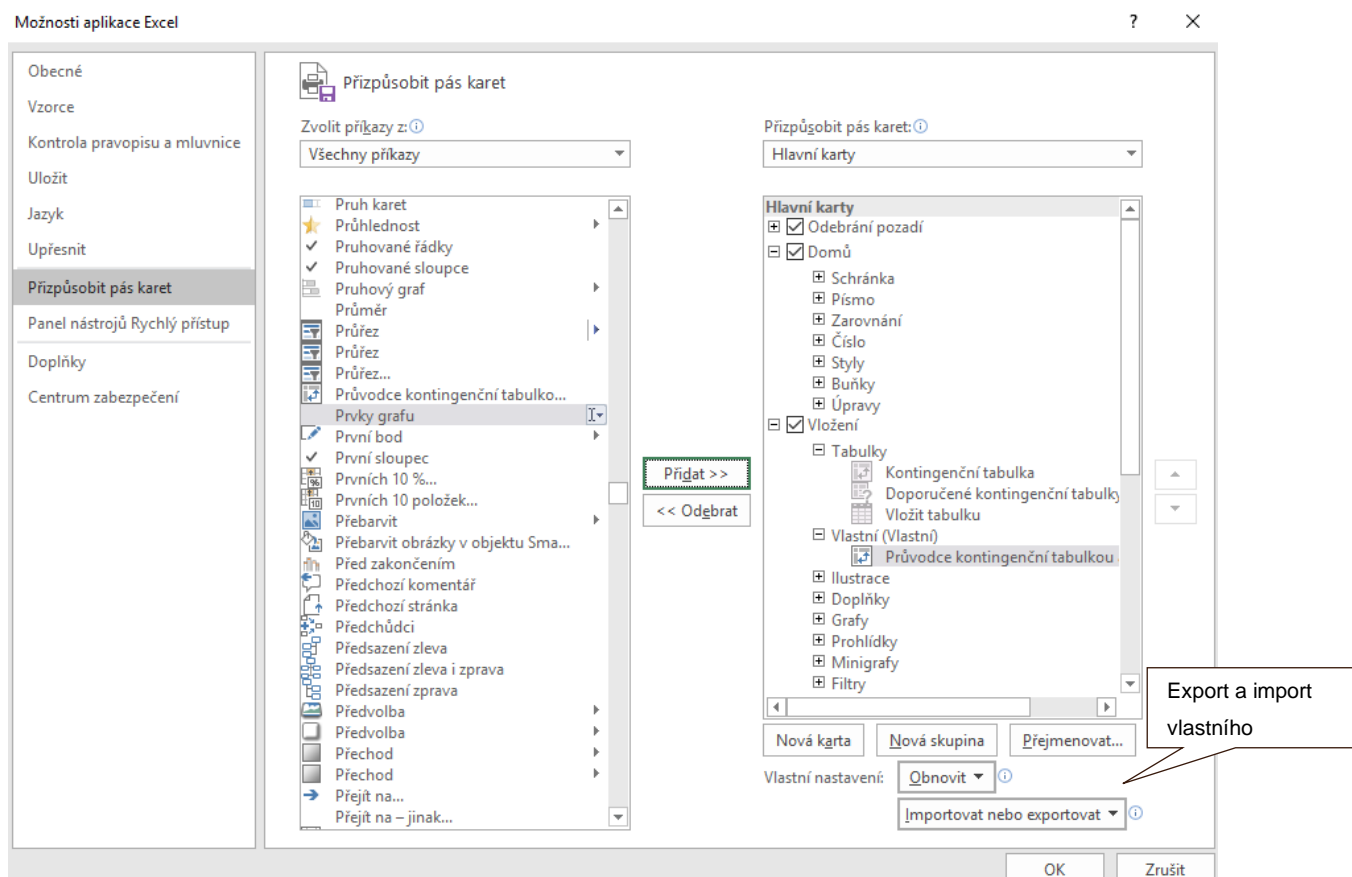 Možnosti aplikace Excel
?
Obecné
Vzorce
Kontrola pravopisu a mluvnice
Uložit
Jazyk
Upřesnit
Přizpůsobit pás karet
Panel nástrojů Rychlý přístup
Doplňky
Centrum zabezpečení
Přizpůsobit pás karet
Zvolit příkazy z:
Všechny příkazy
Pruh karet
Průhlednost
Pruhované řádky
Pruhované sloupce
Pruhový graf
Průměr
Průřez
Průřez
Průřez...
Průvodce kontingenční tabulko...
Prvky grafu
První bod
První sloupec
Prvních 10 %...
Prvních 10 položek...
Přebarvit
Přebarvit obrázky v objektu Sma...
Před zakončením
Předchozí komentář
Předchozí stránka
Předchůdci
Předsazení zleva
Předsazení zleva i zprava
Předsazení zprava
Předvolba
Předvolba
Přechod
Přechod
Přejít na...
Přejít na – jinak...
Přidat >>
<< Odebrat
Přizpůsobit pás karet:
Hlavní karty
Hlavní karty
Odebrání pozadí
Domů
Schránka
Písmo
Zarovnání
Číslo
Styly
Buňky
Úpravy
Vložení
Tabulky
Kontingenční tabulka
Doporučené kontingenční tabulky
Vložit tabulku
Vlastní (Vlastní)
Průvodce kontingenční tabulkou
Ilustrace
Doplňky
Grafy
Prohlídky
Minigrafy
Filtry
Nová karta
Nová skupina
Přejmenovat...
Vlastní nastavení:
Obnovit
Importovat nebo exportovat
Export a import
vlastního
OK
Zrušit